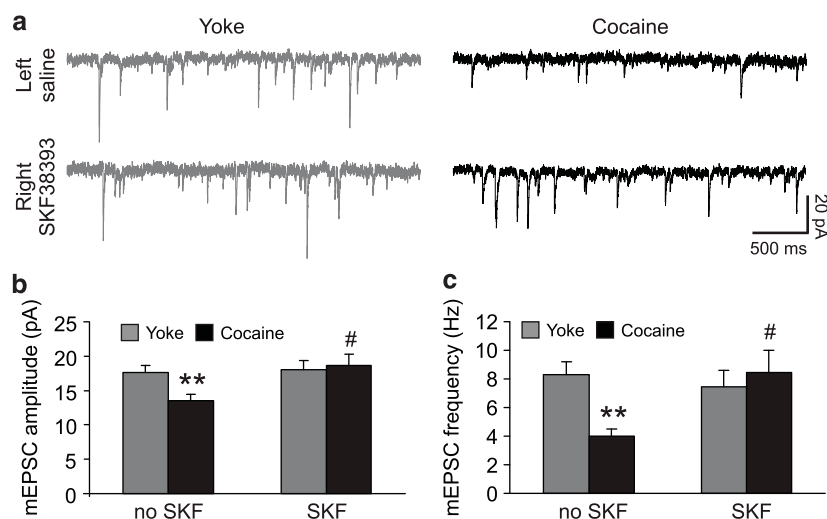 a
Yoke Cocaine
Left
saline
Right
SKF38393
20 pA
500 ms
b
mEPSC amplitude (pA)
25
20
15
10
5
0
Yoke Cocaine
**
#
no SKF SKF
c
mEPSC frequency (Hz)
12
10
8
6
4
2
0
Yoke Cocaine
**
#
no SKF SKF